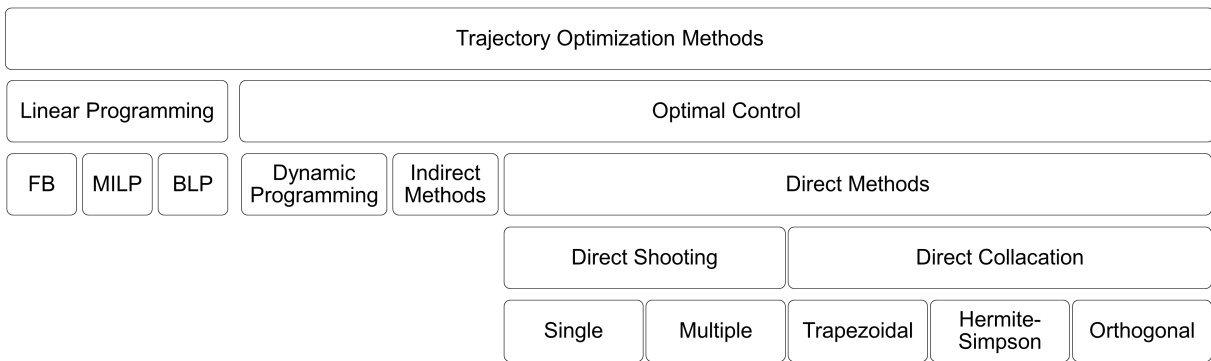 Trajectory Optimization Methods
Linear Programming
Optimal Control
FB
MILP
BLP
Dynamic
Programming
Indirect
Methods
Direct Methods
Direct Shooting
Direct Collacation
Single
Multiple
Trapezoidal
Hermite-
Simpson
Orthogonal